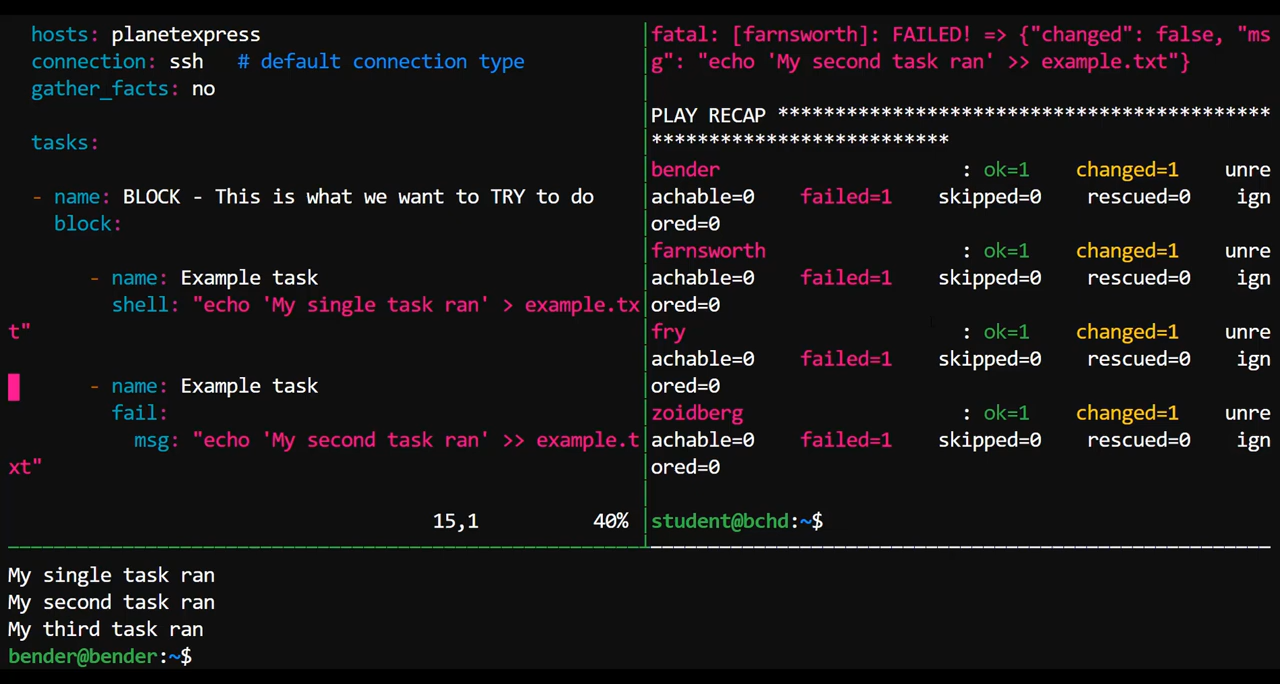 hosts: planetexpress
connection: ssh   # default connection type
gather_facts: no
tasks:
- name: BLOCK - This is what we want to TRY to do
block:
- name: Example task
shell: "echo 'My single task ran' > example.tx
t"
- name: Example task
fail:
msg: "echo 'My second task ran' >> example.t
xt"
15,1          40%
fatal: [farnsworth]: FAILED! => {"changed": false, "ms
g": "echo 'My second task ran' >> example.txt"}
PLAY RECAP *******************************************
**************************
bender                     : ok=1    changed=1    unre
achable=0    failed=1    skipped=0    rescued=0    ign
ored=0
farnsworth                 : ok=1    changed=1    unre
achable=0    failed=1    skipped=0    rescued=0    ign
ored=0
fry                        : ok=1    changed=1    unre
achable=0    failed=1    skipped=0    rescued=0    ign
ored=0
zoidberg                   : ok=1    changed=1    unre
achable=0    failed=1    skipped=0    rescued=0    ign
ored=0
student@bchd:~$
My single task ran
My second task ran
My third task ran
bender@bender:~$